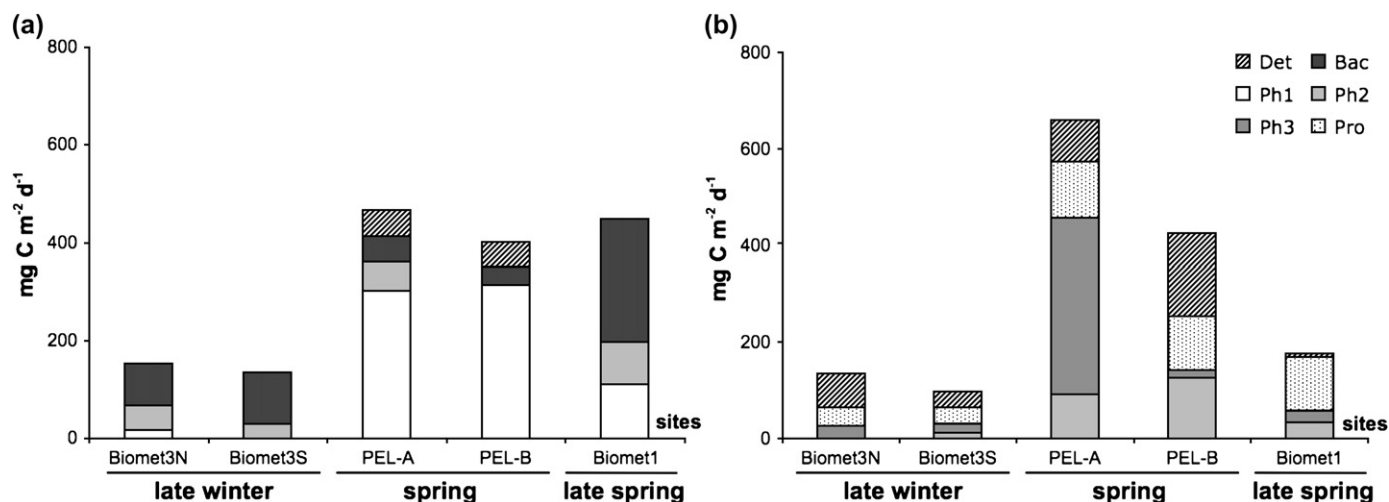 (a)
mg C m⁻² d⁻¹
800
600
400
200
0
Biomet3N Biomet3S PEL-A PEL-B Biomet1
sites
late winter spring late spring
(b)
mg C m⁻² d⁻¹
800
600
400
200
0
Det Bac
Ph1 Ph2
Ph3 Pro
Biomet3N Biomet3S PEL-A PEL-B Biomet1
sites
late winter spring late spring